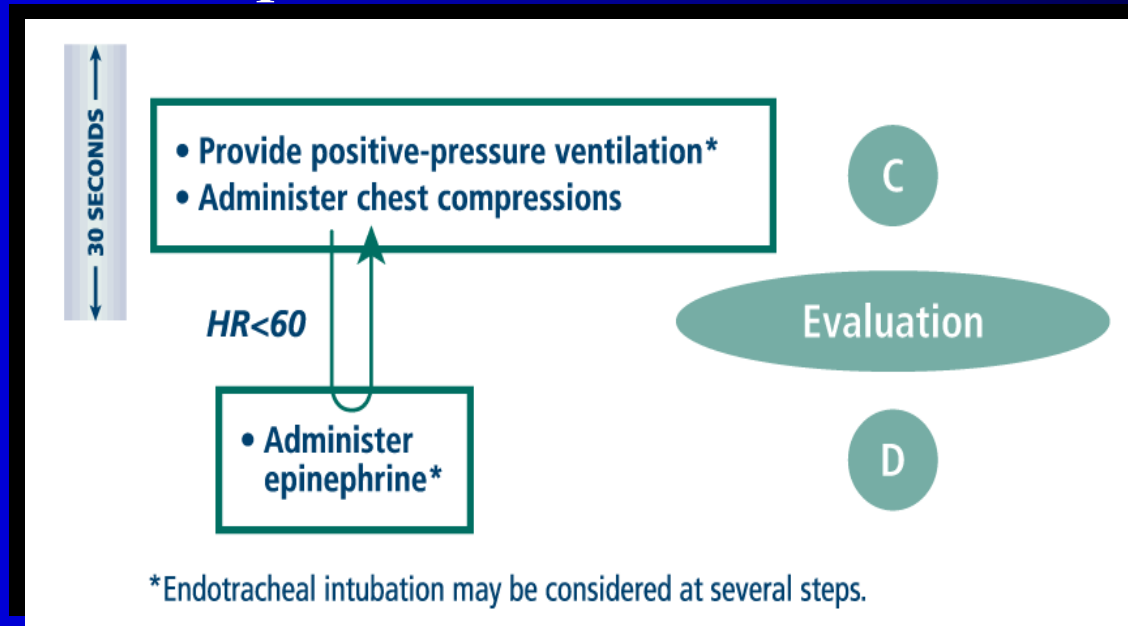 30 SECONDS
• Provide positive-pressure ventilation*
• Administer chest compressions
C
HR<60
Evaluation
• Administer
epinephrine*
D
*Endotracheal intubation may be considered at several steps.